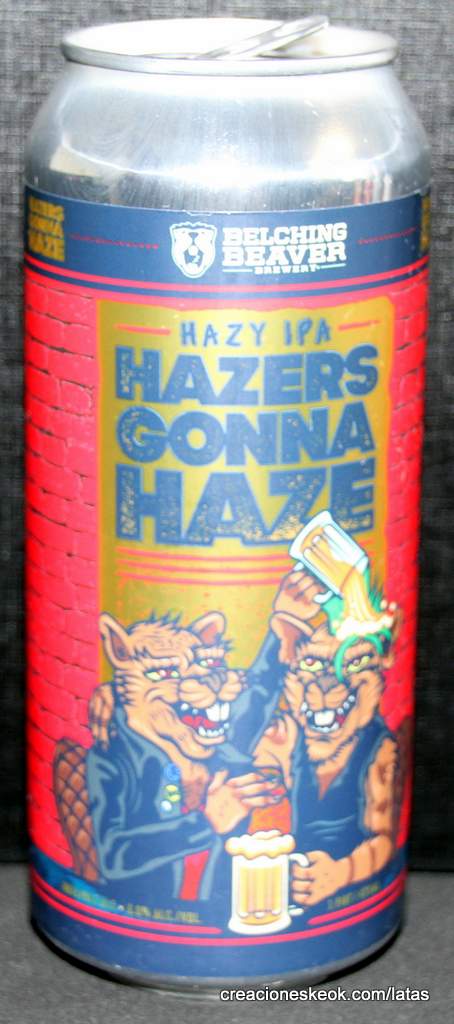 BELCHING
BEAVER
BREWERY
HAZERS
GONNA
HAZE
HAZY IPA
HAZERS
GONNA
HAZE
creacioneskeok.com/latas